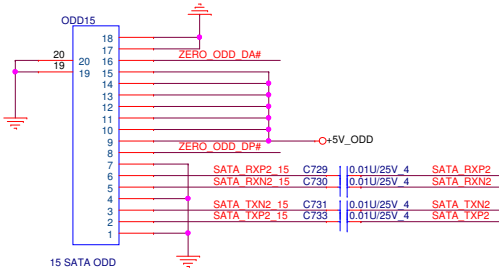 ODD15
18
17
20 20 16 ZERO_ODD_DA#
19 19 15
14
13
12
11
10
9 +5V_ODD
8 ZERO_ODD_DP#
7
6 SATA_RXP2_15 C729 0.01U/25V_4 SATA_RXP2
5 SATA_RXN2_15 C730 0.01U/25V_4 SATA_RXN2
4
3 SATA_TXN2_15 C731 0.01U/25V_4 SATA_TXN2
2 SATA_TXP2_15 C733 0.01U/25V_4 SATA_TXP2
1
15 SATA ODD